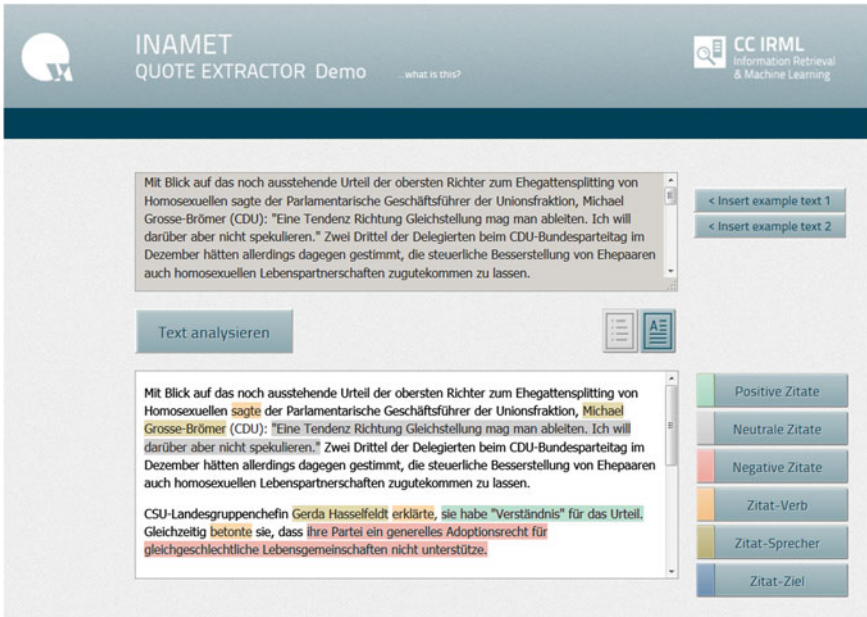 INAMET
QUOTE EXTRACTOR Demo ...what is this?
CC IRML
Information Retrieval
& Machine Learning
Mit Blick auf das noch ausstehende Urteil der obersten Richter zum Ehegattensplitting von
Homosexuellen sagte der Parlamentarische Geschäftsführer der Unionsfraktion, Michael
Grosse-Brömer (CDU): "Eine Tendenz Richtung Gleichstellung mag man ableiten. Ich will
darüber aber nicht spekulieren." Zwei Drittel der Delegierten beim CDU-Bundesparteitag im
Dezember hätten allerdings dagegen gestimmt, die steuerliche Besserstellung von Ehepaaren
auch homosexuellen Lebenspartnerschaften zugutekommen zu lassen.
< Insert example text 1
< Insert example text 2
Text analysieren
Mit Blick auf das noch ausstehende Urteil der obersten Richter zum Ehegattensplitting von
Homosexuellen sagte der Parlamentarische Geschäftsführer der Unionsfraktion, Michael
Grosse-Brömer (CDU): "Eine Tendenz Richtung Gleichstellung mag man ableiten. Ich will
darüber aber nicht spekulieren." Zwei Drittel der Delegierten beim CDU-Bundesparteitag im
Dezember hätten allerdings dagegen gestimmt, die steuerliche Besserstellung von Ehepaaren
auch homosexuellen Lebenspartnerschaften zugutekommen zu lassen.
CSU-Landesgruppenchefin Gerda Hasselfeldt erklärte, sie habe "Verständnis" für das Urteil.
Gleichzeitig betonte sie, dass ihre Partei ein generelles Adoptionsrecht für
gleichgeschlechtliche Lebensgemeinschaften nicht unterstütze.
Positive Zitate
Neutrale Zitate
Negative Zitate
Zitat-Verb
Zitat-Sprecher
Zitat-Ziel